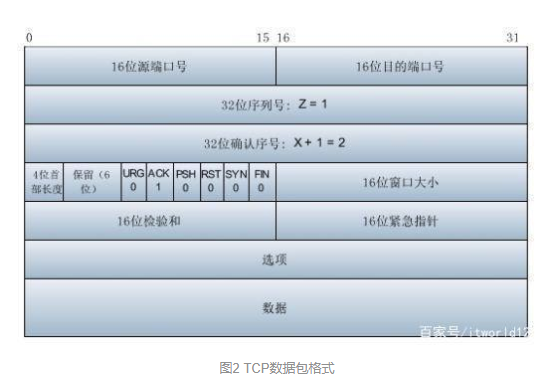 0 15 16 31
16位源端口号 16位目的端口号
32位序列号: Z = 1
32位确认序号: X + 1 = 2
4位首部长度 保留（6位） URG 0 ACK 1 PSH 0 RST 0 SYN 0 FIN 0 16位窗口大小
16位检验和 16位紧急指针
选项
数据
百家号/itworld12
图2 TCP数据包格式